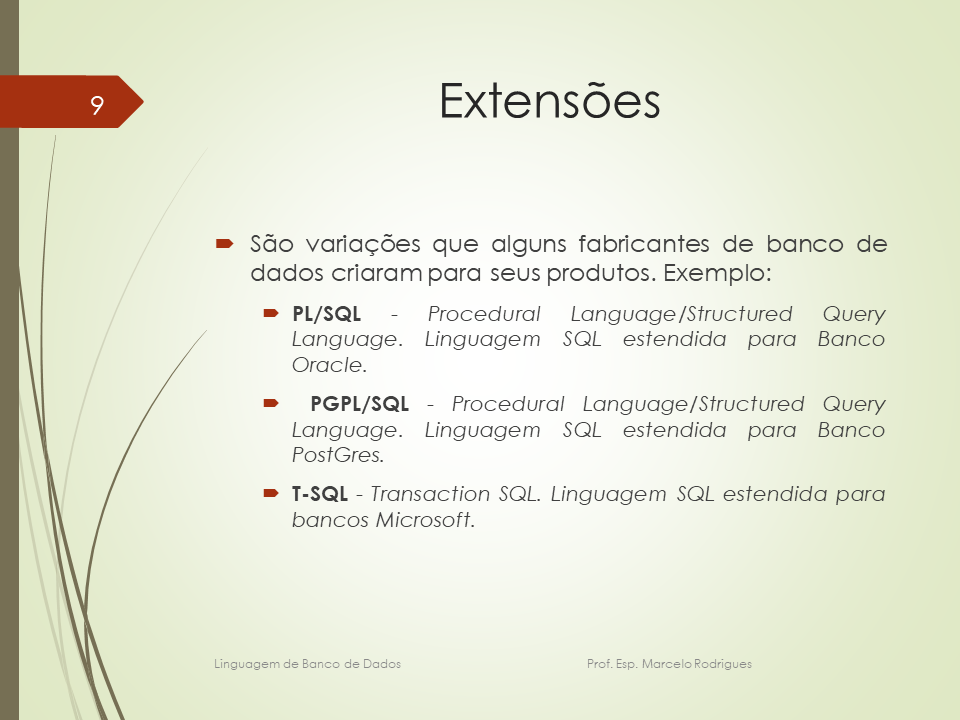 9
Extensões
São variações que alguns fabricantes de banco de
dados criaram para seus produtos. Exemplo:
PL/SQL - Procedural Language/Structured Query
Language. Linguagem SQL estendida para Banco
Oracle.
PGPL/SQL - Procedural Language/Structured Query
Language. Linguagem SQL estendida para Banco
PostGres.
T-SQL - Transaction SQL. Linguagem SQL estendida para
bancos Microsoft.
Linguagem de Banco de Dados Prof. Esp. Marcelo Rodrigues